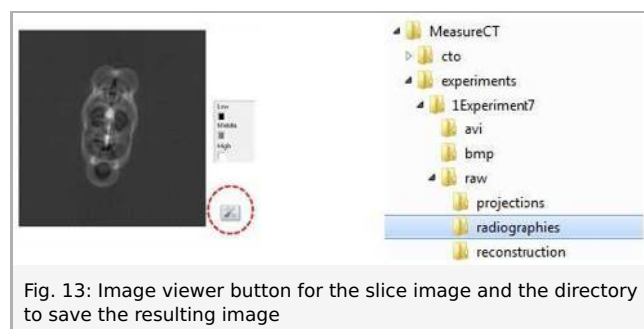 Low
Middle
High
MeasureCT
cto
experiments
1Experiment7
avi
bmp
raw
projections
radiographies
reconstruction
Fig. 13: Image viewer button for the slice image and the directory
to save the resulting image